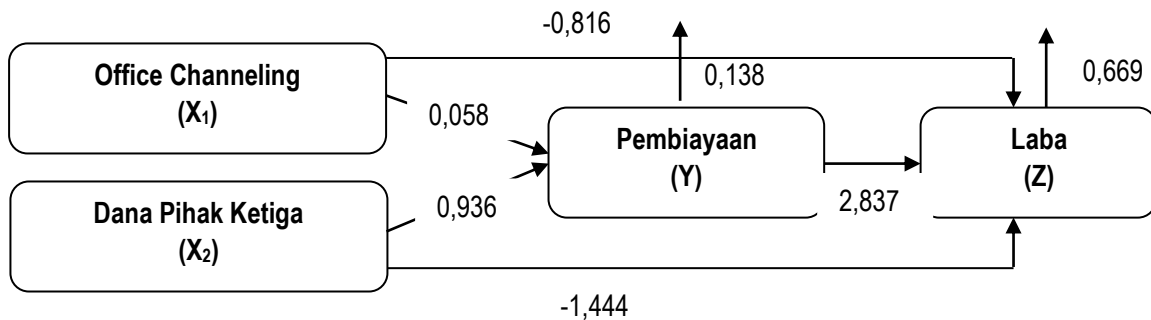 -0,816
Office Channeling
(X₁)
0,138
0,669
0,058
Pembiayaan
(Y)
Laba
(Z)
Dana Pihak Ketiga
(X₂)
0,936
2,837
-1,444